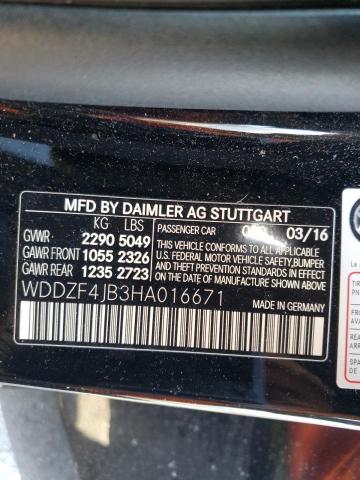 MFD BY DAIMLER AG STUTTGART
KG LBS
GVWR 2290 5049
GAWR FRONT 1055 2326
GAWR REAR 1235 2723
PASSENGER CAR 03/16
THIS VEHICLE CONFORMS TO ALL APPLICABLE
U.S. FEDERAL MOTOR VEHICLE SAFETY, BUMPER,
AND THEFT PREVENTION STANDARDS IN EFFECT
ON THE DATE OF MANUFACTURE SHOWN ABOVE.
WDDZF4JB3HA016671
MADE IN GERMANY